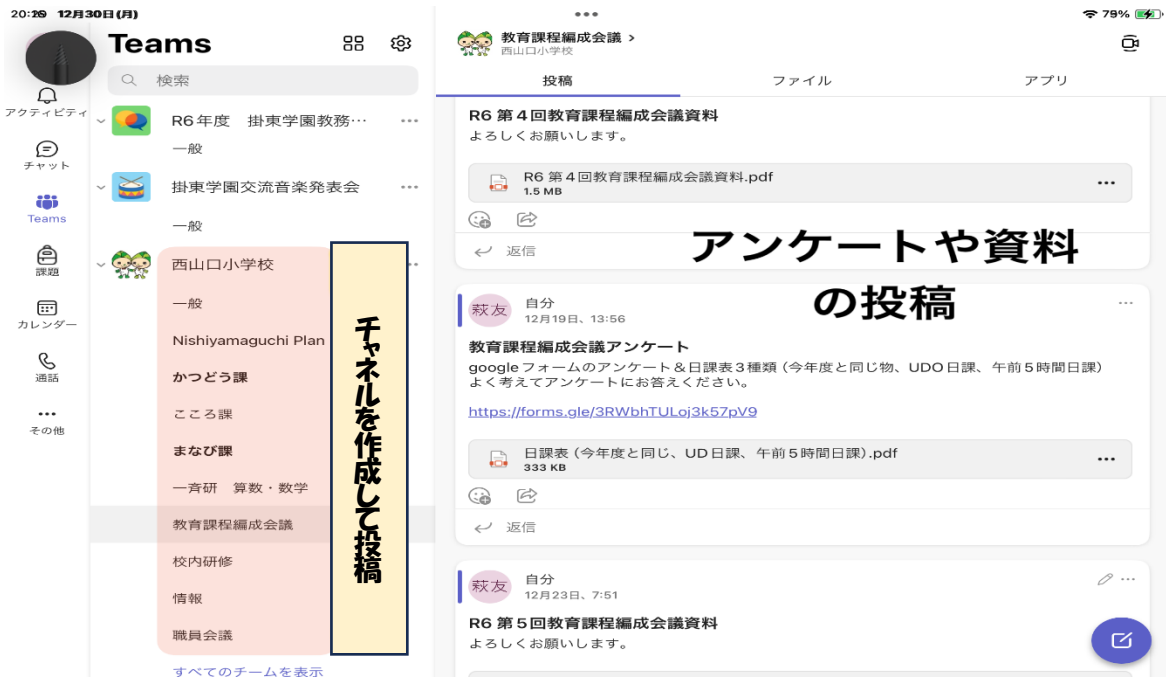 12月30日(月)
79%
Teams
検索
アクティビティ
チャット
Teams
課題
カレンダー
通話
その他
R6年度　掛東学園教務…
一般
掛東学園交流音楽発表会
一般
西山口小学校
一般
Nishiyamaguchi Plan
かつどう課
こころ課
まなび課
一斉研　算数・数学
教育課程編成会議
校内研修
情報
職員会議
すべてのチームを表示
チャネルを作成して投稿
教育課程編成会議 >
西山口小学校
投稿
ファイル
アプリ
R6 第4回教育課程編成会議資料
よろしくお願いします。
R6 第4回教育課程編成会議資料.pdf
1.5 MB
返信
アンケートや資料
の投稿
萩友
自分
12月19日、13:56
教育課程編成会議アンケート
googleフォームのアンケート＆日課表3種類（今年度と同じ物、UDO日課、午前5時間日課）
よく考えてアンケートにお答えください。
https://forms.gle/3RWbhTULoj3k57pV9
日課表（今年度と同じ、UD日課、午前5時間日課）.pdf
333 KB
返信
萩友
自分
12月23日、7:51
R6 第5回教育課程編成会議資料
よろしくお願いします。